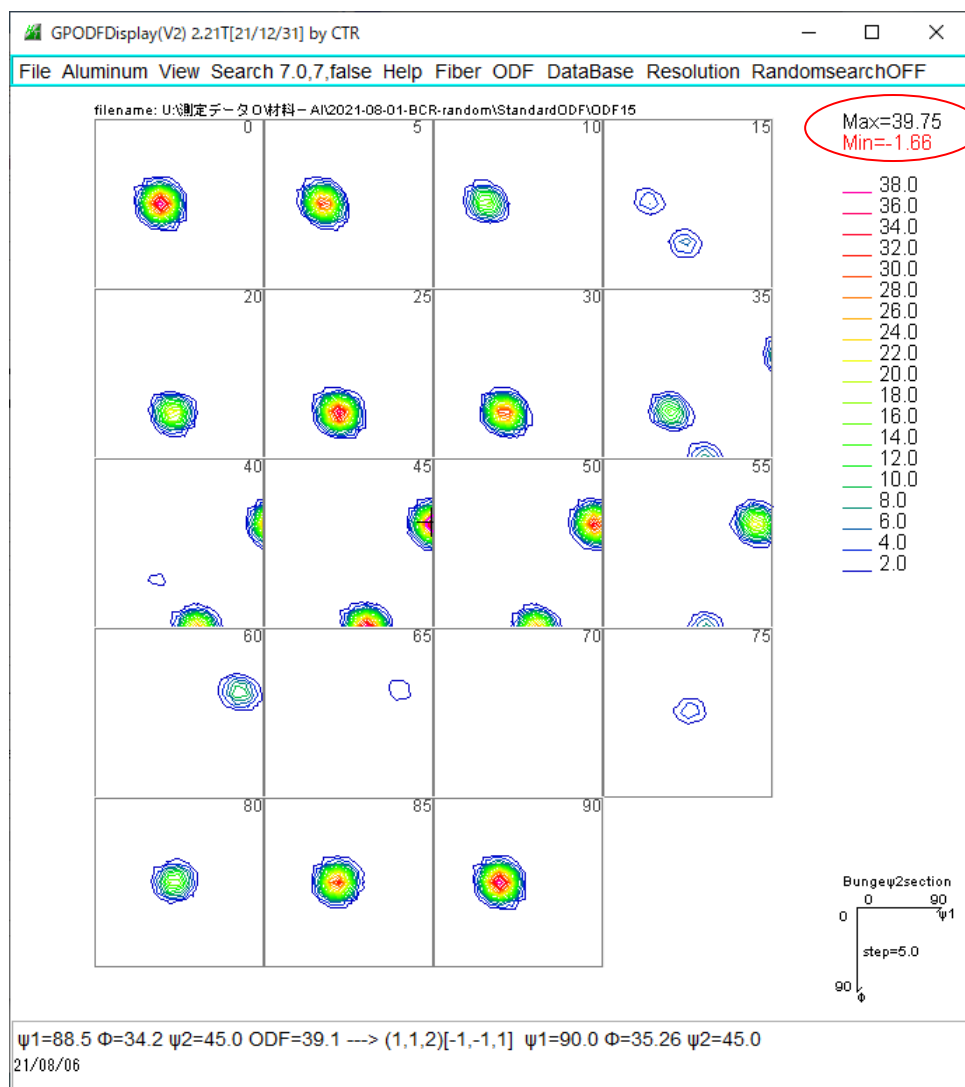 GPODFDisplay(V2) 2.21T[21/12/31] by CTR
File Aluminum View Search 7.0,7,false Help Fiber ODF DataBase Resolution RandomsearchOFF
filename: U:\測定データO\材料-Al\2021-08-01-BCR-random\StandardODF\ODF15
0 5 10 15
Max=39.75
Min=-1.66
38.0
36.0
34.0
32.0
30.0
28.0
26.0
24.0
22.0
20.0
18.0
16.0
14.0
12.0
10.0
8.0
6.0
4.0
2.0
20 25 30 35
40 45 50 55
60 65 70 75
80 85 90
Bungeψ2section
0 90
0 ψ1
step=5.0
90
Φ
ψ1=88.5 Φ=34.2 ψ2=45.0 ODF=39.1 ---> (1,1,2)[-1,-1,1] ψ1=90.0 Φ=35.26 ψ2=45.0
21/08/06